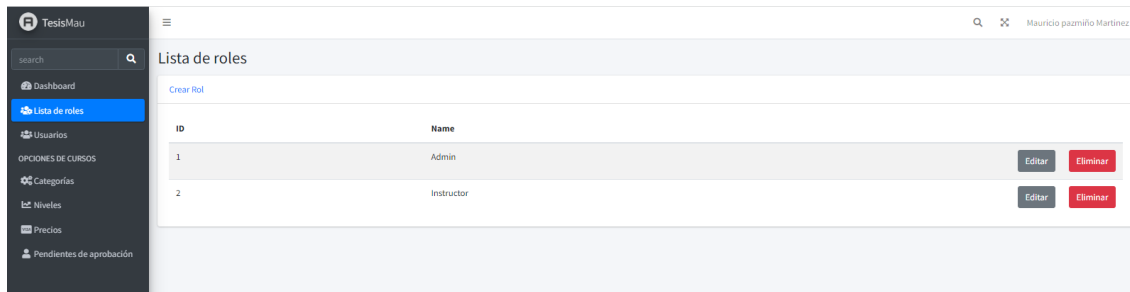 TesisMau
Mauricio pazmiño Martinez
search
Lista de roles
Dashboard
Crear Rol
Lista de roles
Usuarios
ID Name
OPCIONES DE CURSOS
1 Admin Editar Eliminar
Categorías
2 Instructor Editar Eliminar
Niveles
Precios
Pendientes de aprobación